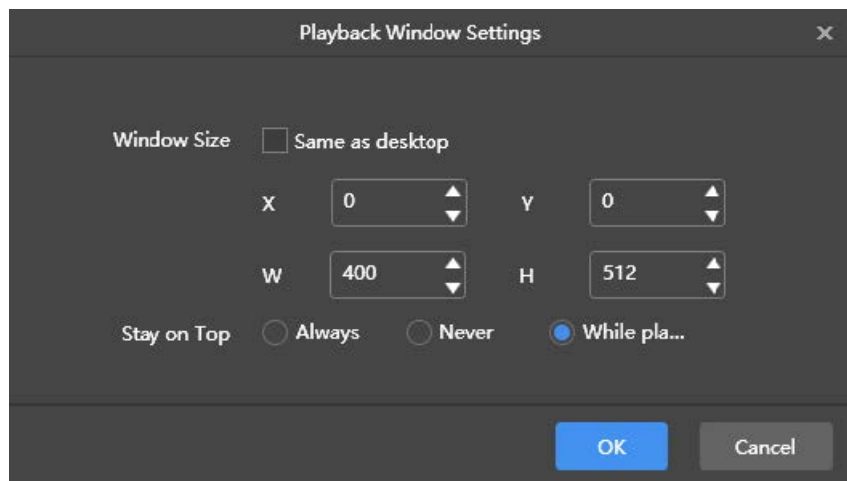 Playback Window Settings
Window Size Same as desktop
X 0 Y 0
W 400 H 512
Stay on Top Always Never While pla...
OK Cancel